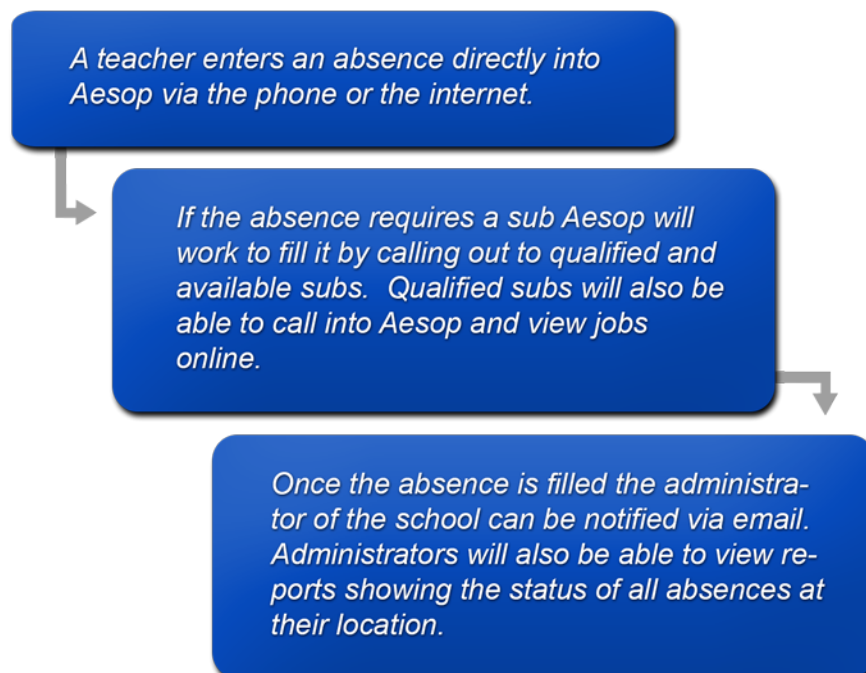 A teacher enters an absence directly into
Aesop via the phone or the internet.
If the absence requires a sub Aesop will
work to fill it by calling out to qualified and
available subs.  Qualified subs will also be
able to call into Aesop and view jobs
online.
Once the absence is filled the administra-
tor of the school can be notified via email.
Administrators will also be able to view re-
ports showing the status of all absences at
their location.